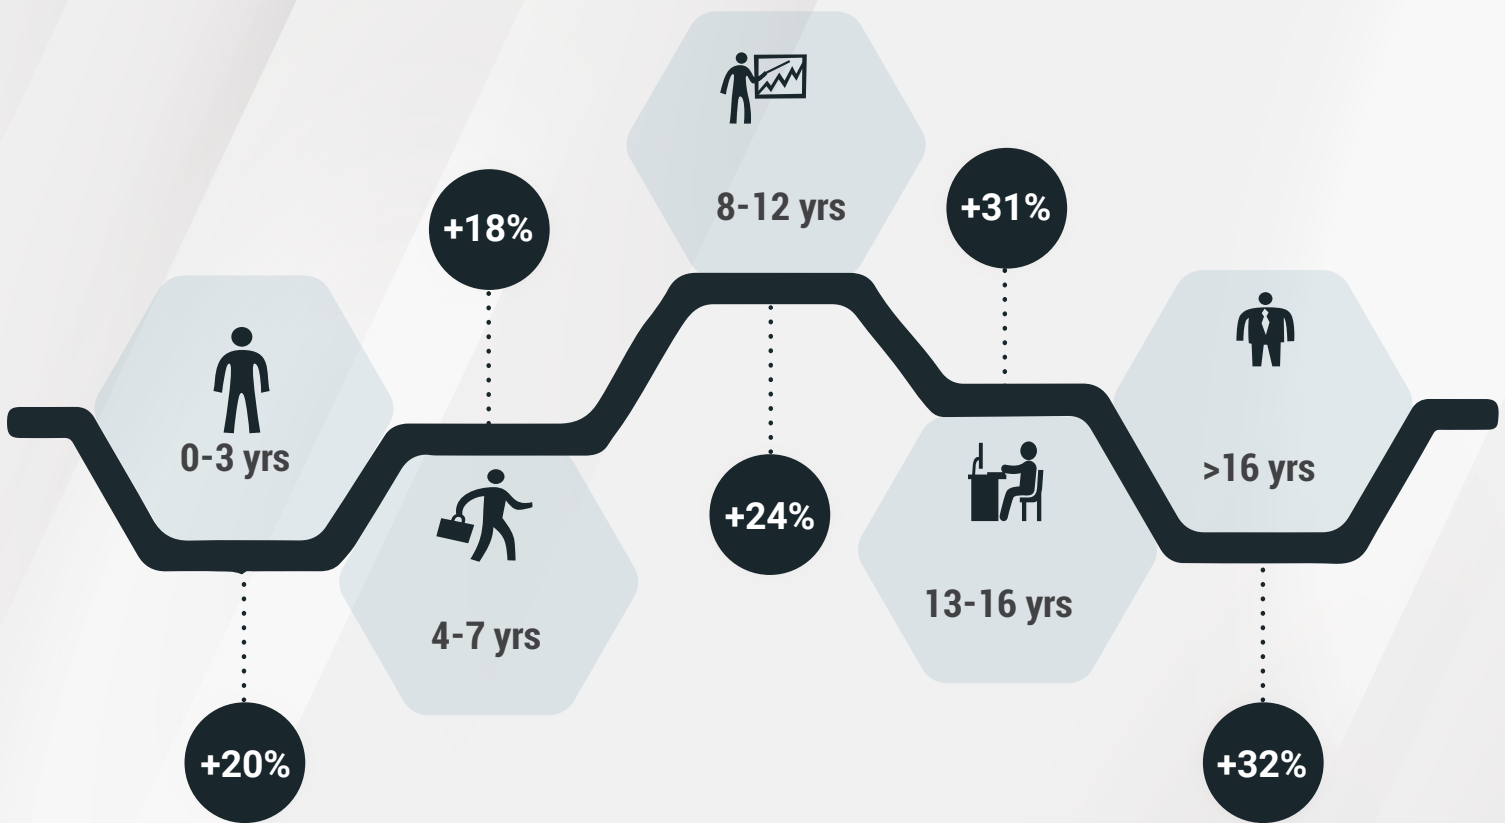 0-3 yrs
+20%
+18%
4-7 yrs
8-12 yrs
+24%
+31%
13-16 yrs
>16 yrs
+32%